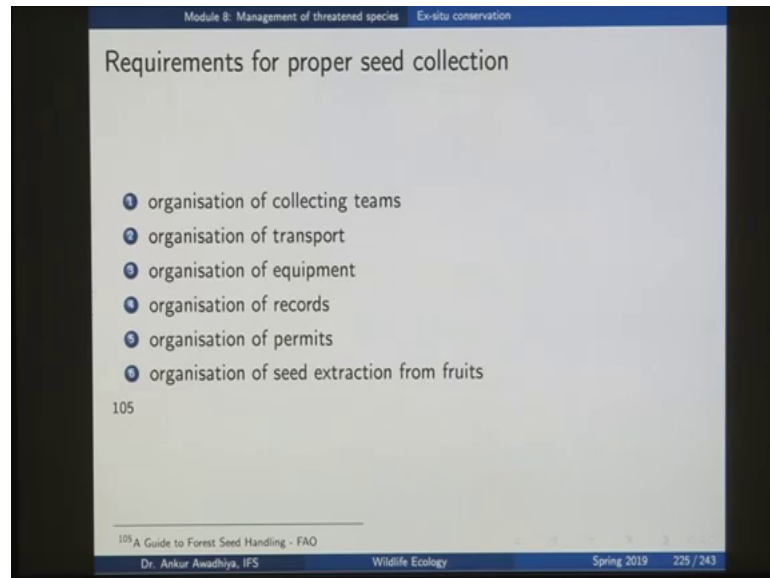 Module 8: Management of threatened species Ex-situ conservation
Requirements for proper seed collection
1 organisation of collecting teams
2 organisation of transport
3 organisation of equipment
4 organisation of records
5 organisation of permits
6 organisation of seed extraction from fruits
105
105 A Guide to Forest Seed Handling - FAO
Dr. Ankur Awadhiya, IFS Wildlife Ecology Spring 2019 225 / 243